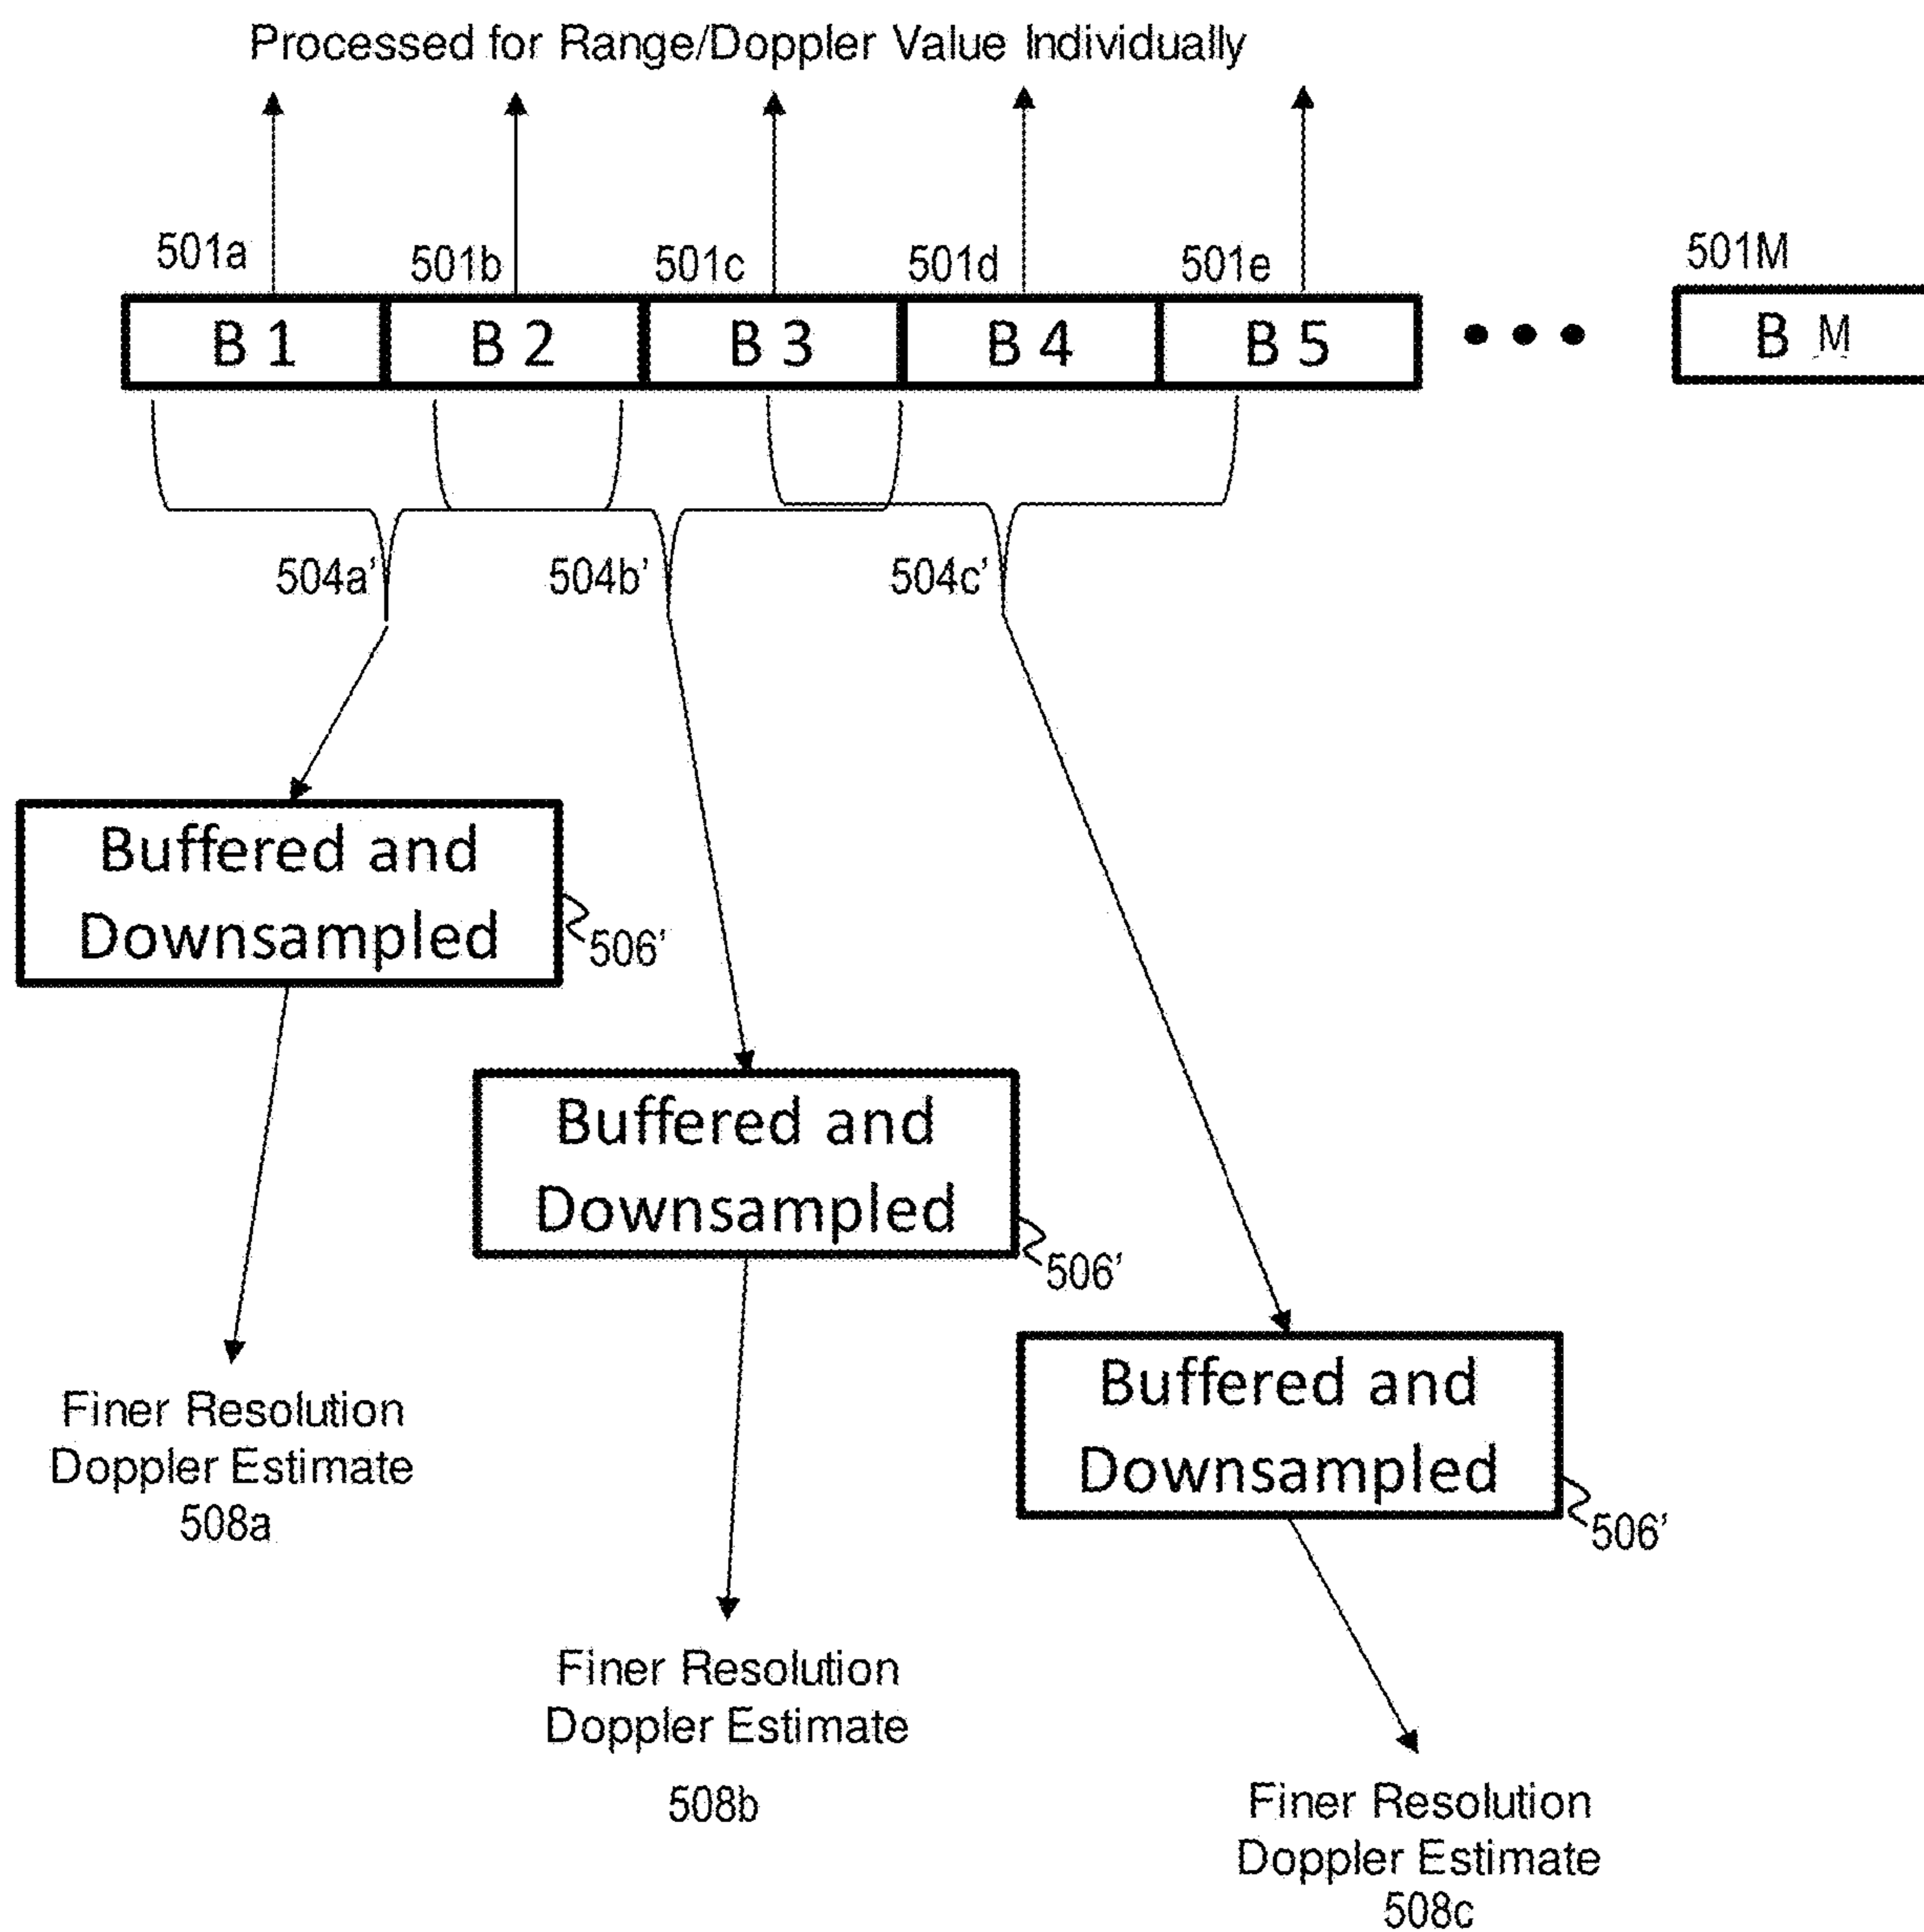 Processed for Range/Doppler Value Individually
501a
501b
501c
501d
501e
501M
B 1
B 2
B 3
B 4
B 5
B M
504a'
504b'
504c'
Buffered and
Downsampled
506'
Buffered and
Downsampled
506'
Buffered and
Downsampled
506'
Finer Resolution
Doppler Estimate
508a
Finer Resolution
Doppler Estimate
508b
Finer Resolution
Doppler Estimate
508c